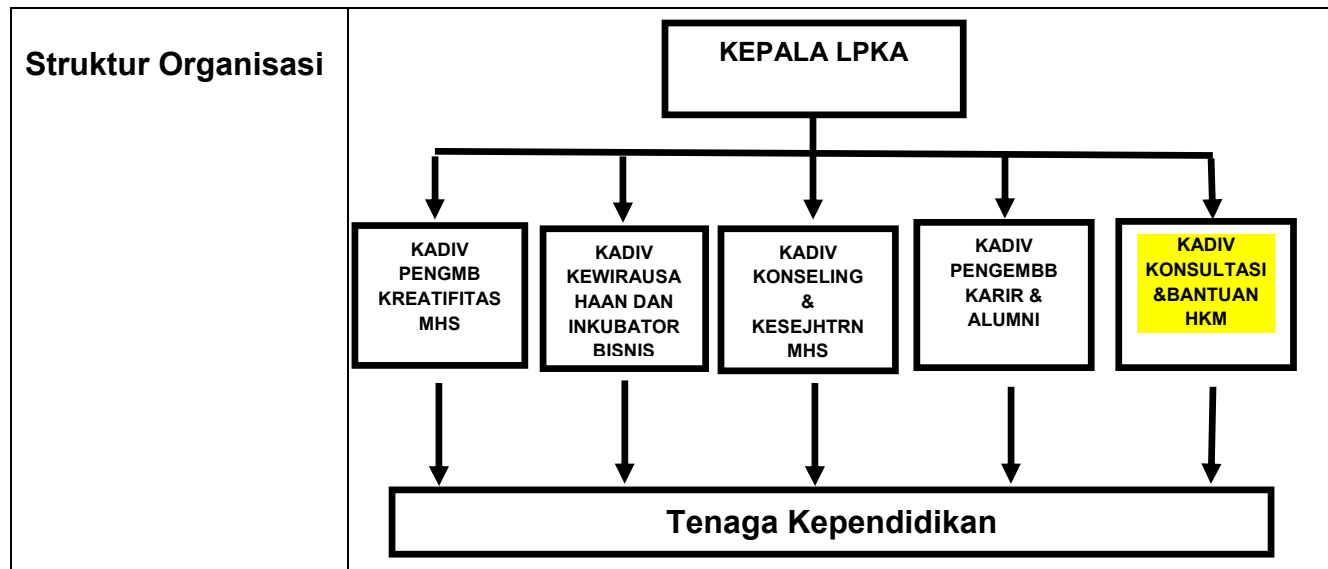 Struktur Organisasi
KEPALA LPKA
KADIV
PENGMB
KREATIFITAS
MHS
KADIV
KEWIRAUSA
HAAN DAN
INKUBATOR
BISNIS
KADIV
KONSELING
&
KESEJHTRN
MHS
KADIV
PENGEMBB
KARIR &
ALUMNI
KADIV
KONSULTASI
&BANTUAN
HKM
Tenaga Kependidikan